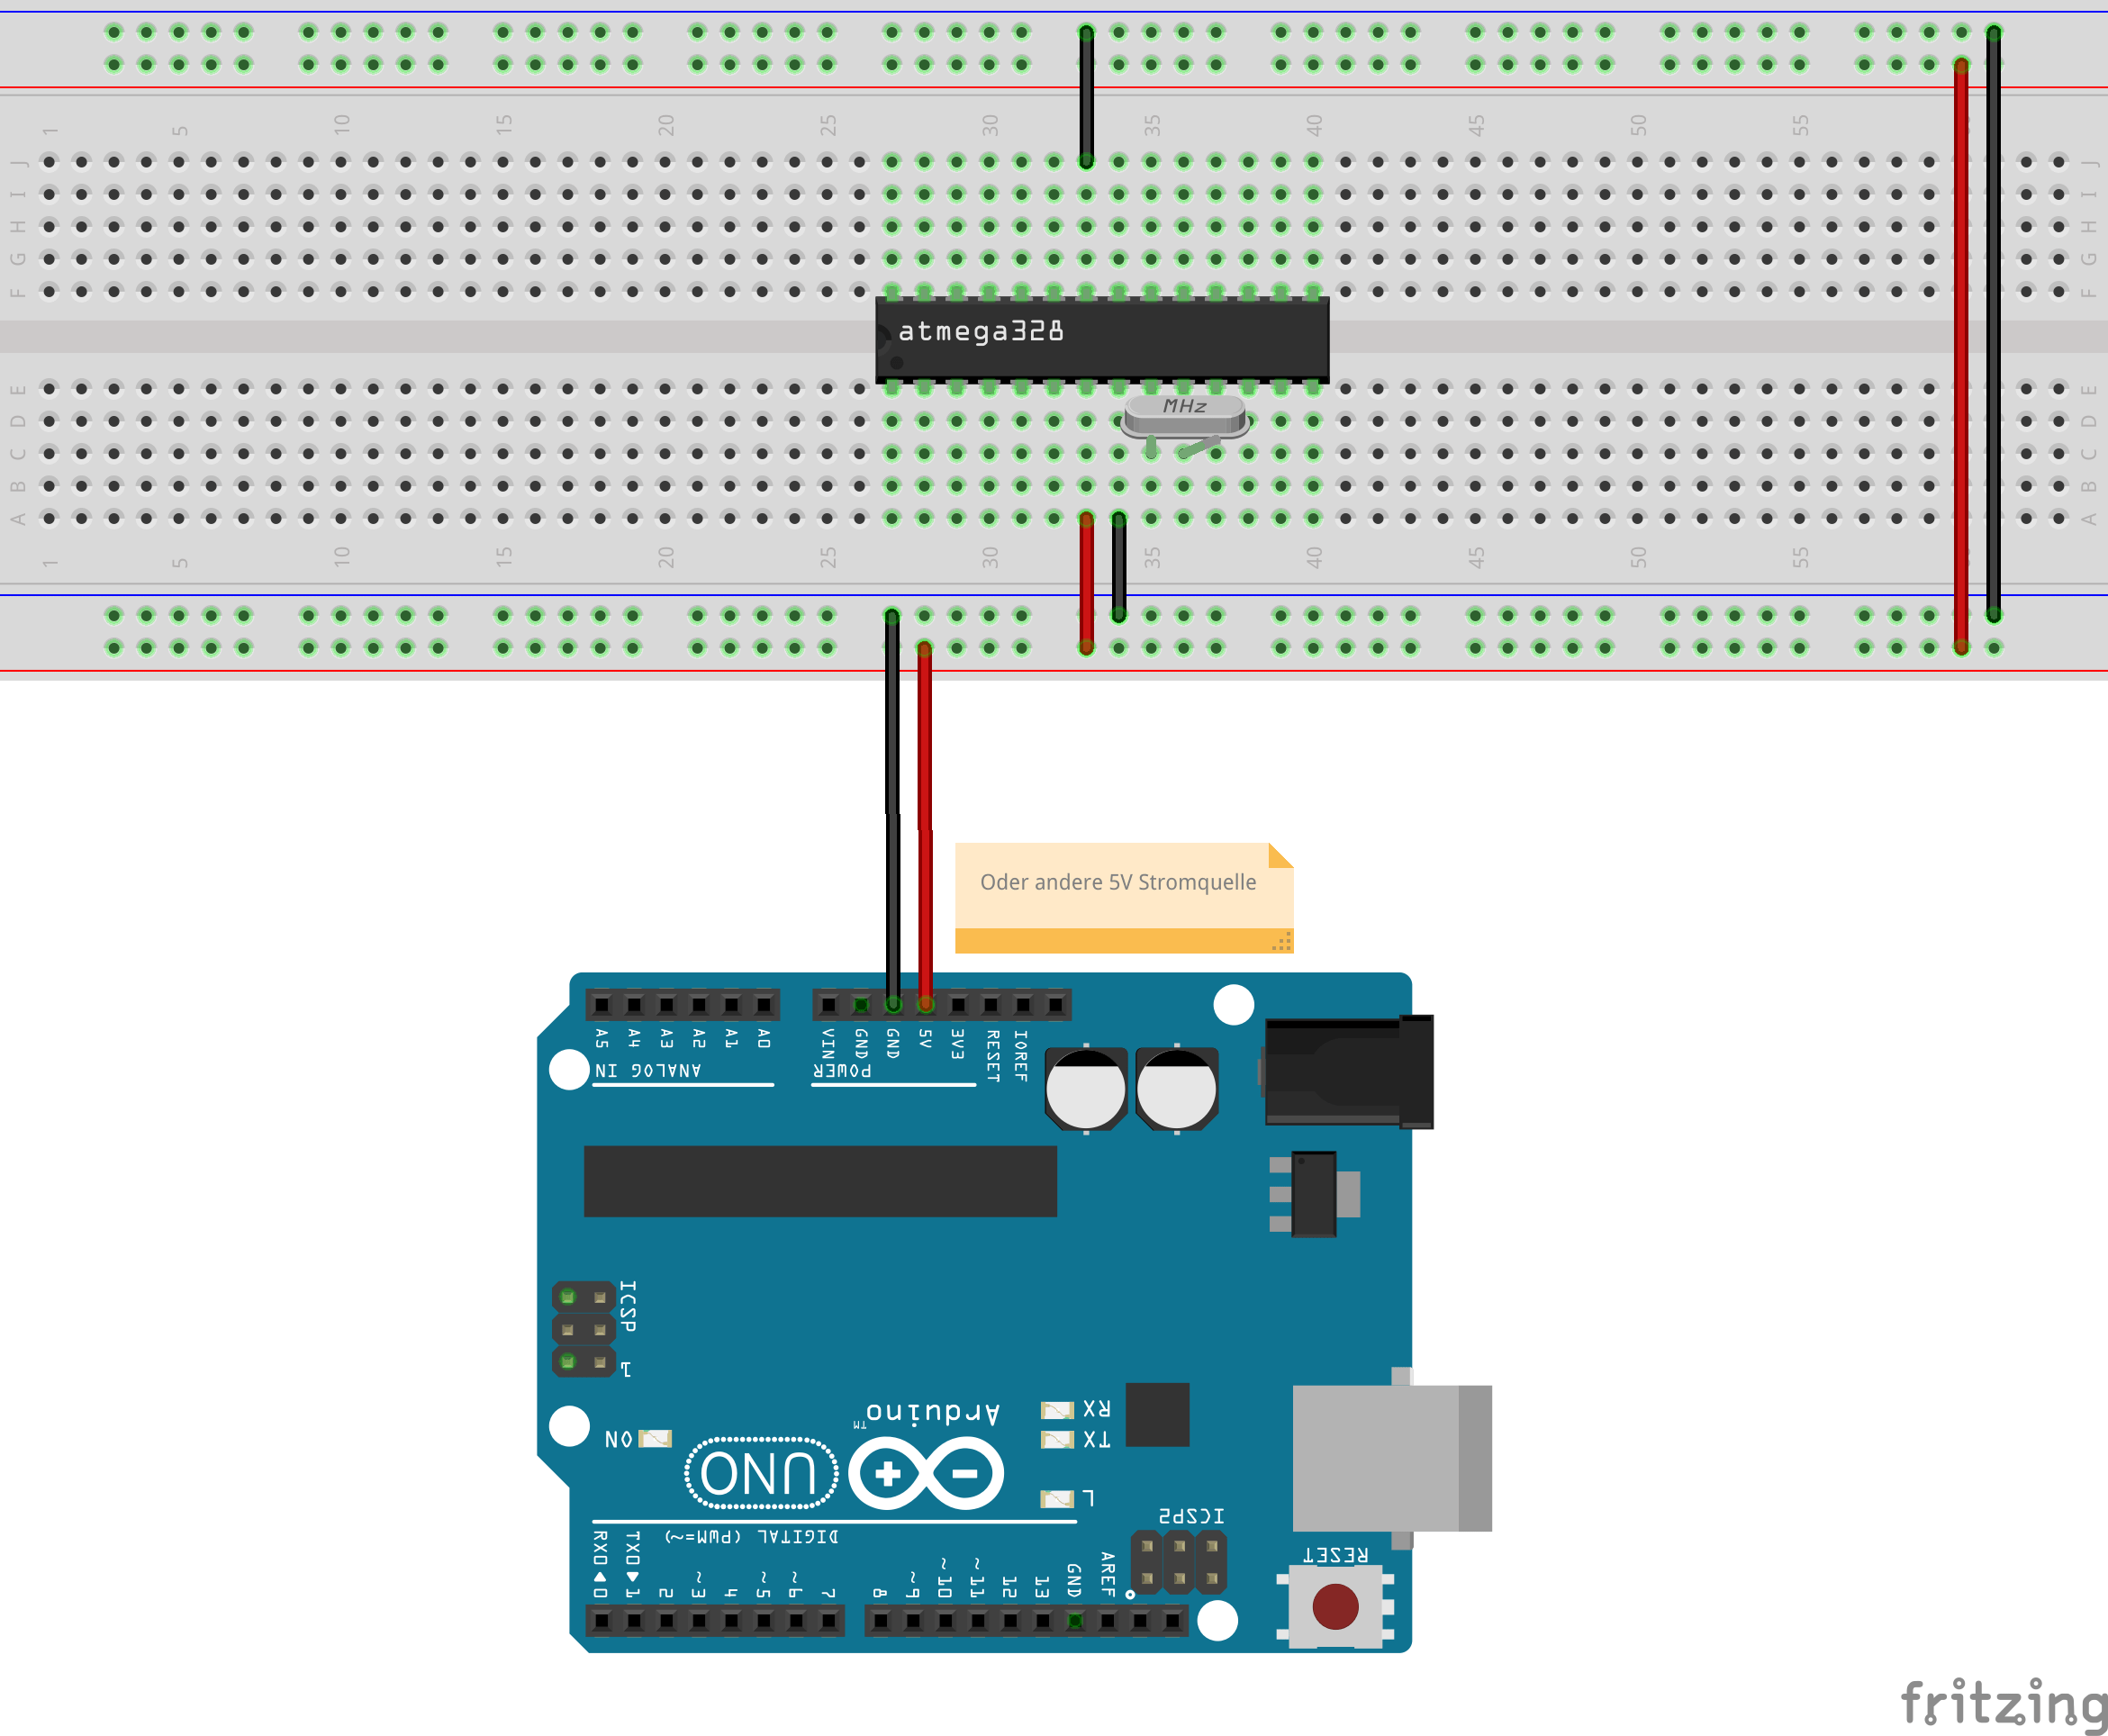 1 5 10 15 20 25 30 35 40 45 50 55
J J
I I
H H
G G
F F
atmega328
E E
MHz
D D
C C
B B
A A
1 5 10 15 20 25 30 35 40 45 50 55
Oder andere 5V Stromquelle
A5 A4 A3 A2 A1 A0 VIN GND GND 5V 3V3 RESET IOREF
ANALOG IN POWER
ICSP
1
Arduino
TM
RX
ON
TX
UNO
L
ICSP2
DIGITAL (PWM=~)
RESET
RX0◀0 TX0▶1 2 ~3 4 ~5 ~6 7 8 ~9 ~10 ~11 12 13 GND AREF
fritzing